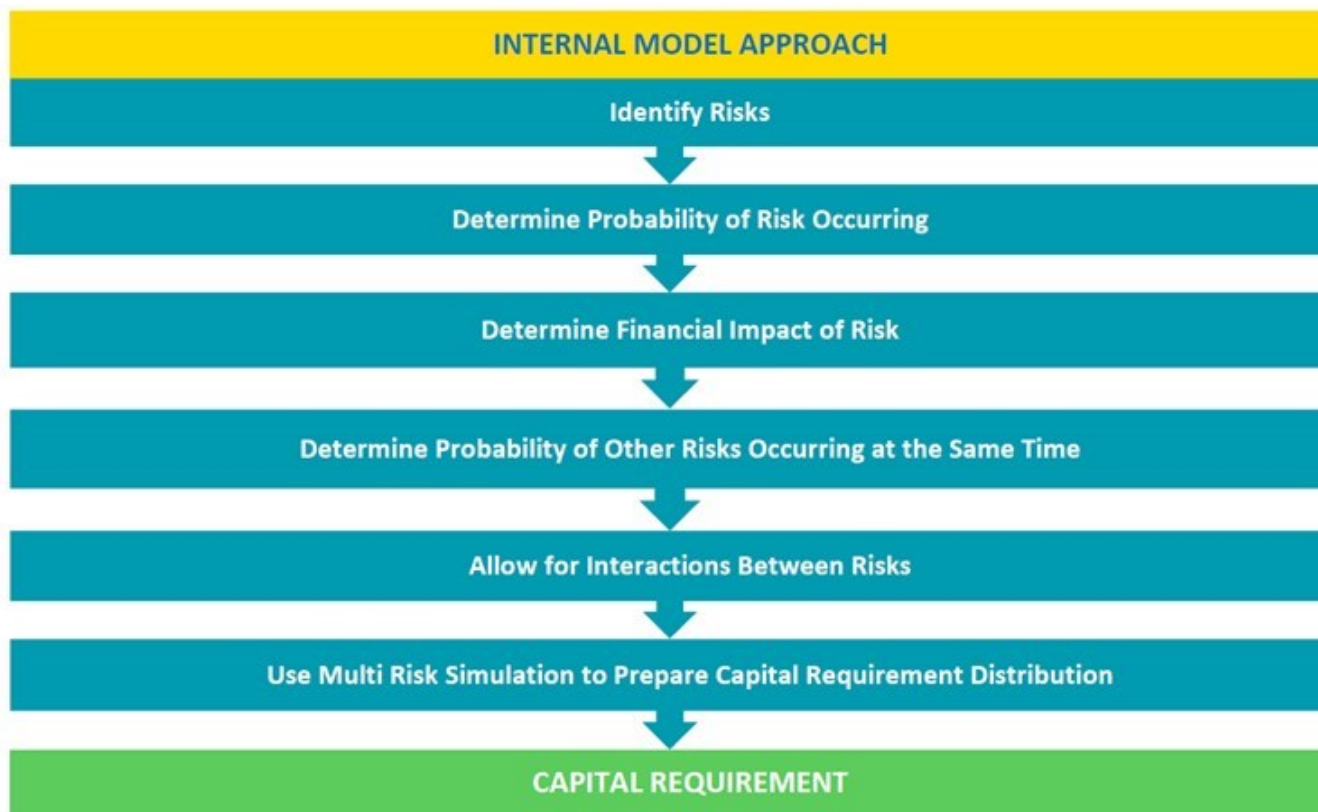 INTERNAL MODEL APPROACH
Identify Risks
Determine Probability of Risk Occurring
Determine Financial Impact of Risk
Determine Probability of Other Risks Occurring at the Same Time
Allow for Interactions Between Risks
Use Multi Risk Simulation to Prepare Capital Requirement Distribution
CAPITAL REQUIREMENT